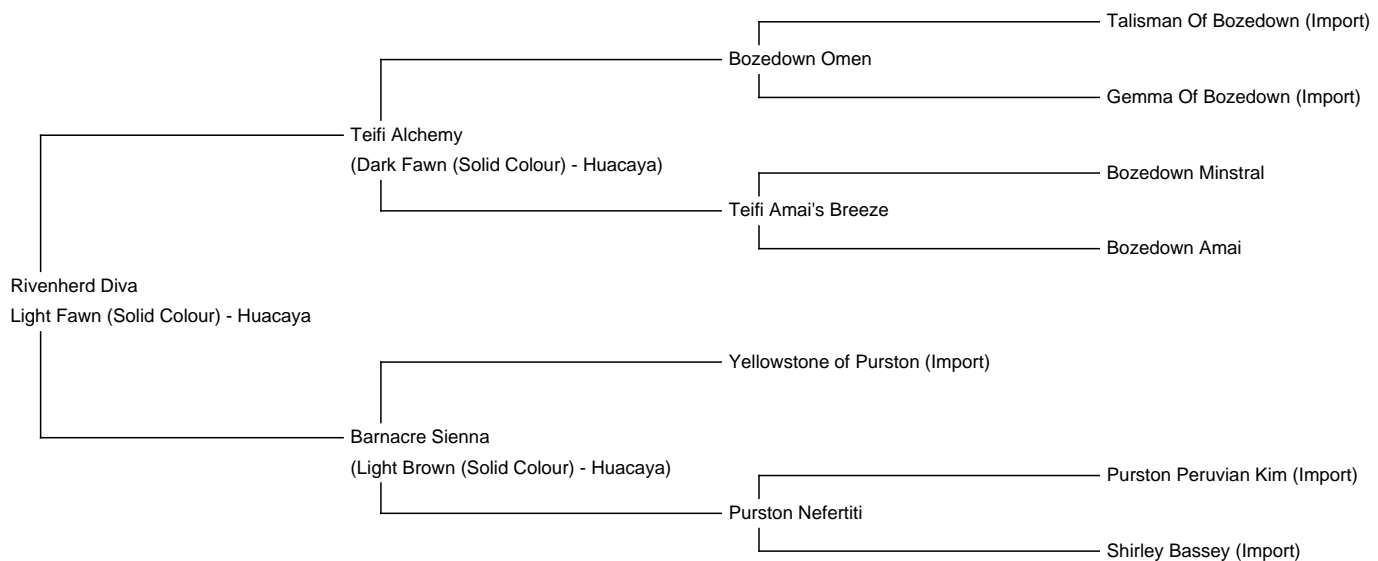 Talisman Of Bozedown (Import)
Bozedown Omen
Gemma Of Bozedown (Import)
Teifi Alchemy
(Dark Fawn (Solid Colour) - Huacaya)
Bozedown Minstral
Teifi Amai's Breeze
Bozedown Amai
Rivenherd Diva
Light Fawn (Solid Colour) - Huacaya
Yellowstone of Purston (Import)
Barnacre Sienna
(Light Brown (Solid Colour) - Huacaya)
Purston Peruvian Kim (Import)
Purston Nefertiti
Shirley Bassey (Import)